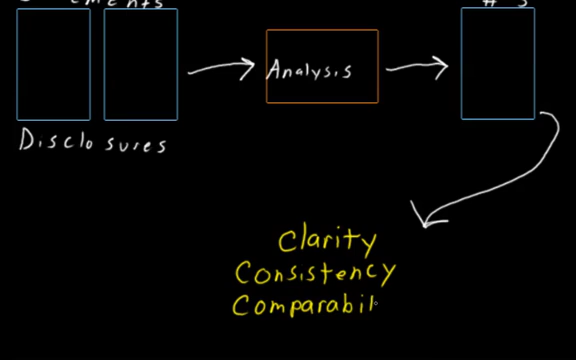 #s
Analysis
Disclosures
Clarity
Consistency
Comparabil